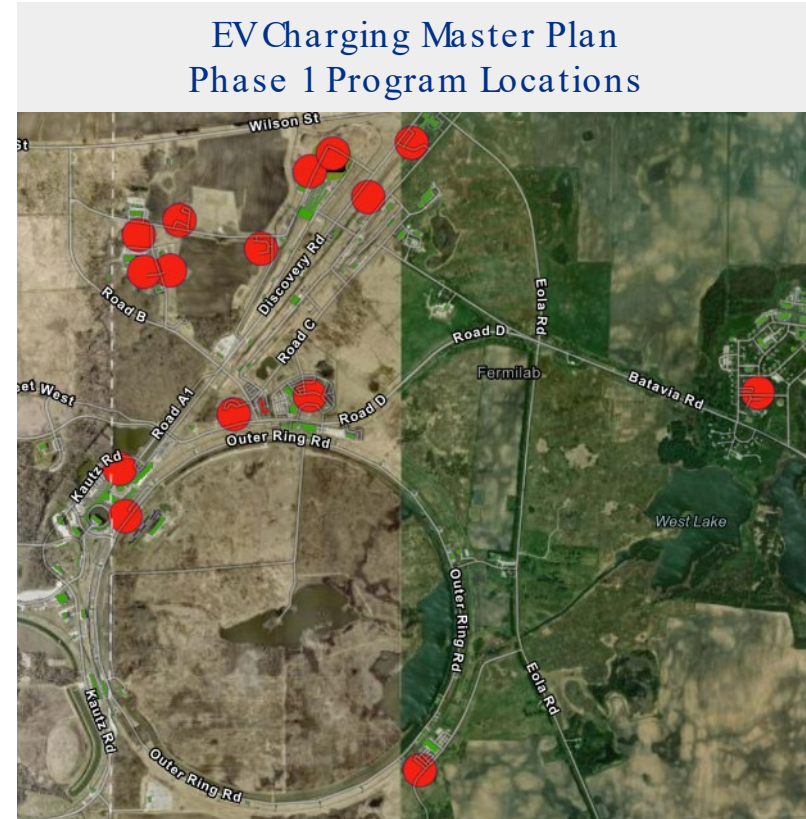 EV Charging Master Plan
Phase 1 Program Locations
Wilson St
St
Discovery Rd
Road B
Road C
Eola Rd
Road D
Fermilab
Batavia Rd
eet West
Road A1
Road D
Outer Ring Rd
Kautz Rd
West Lake
Outer Ring Rd
Eola Rd
Kautz Rd
Outer Ring Rd